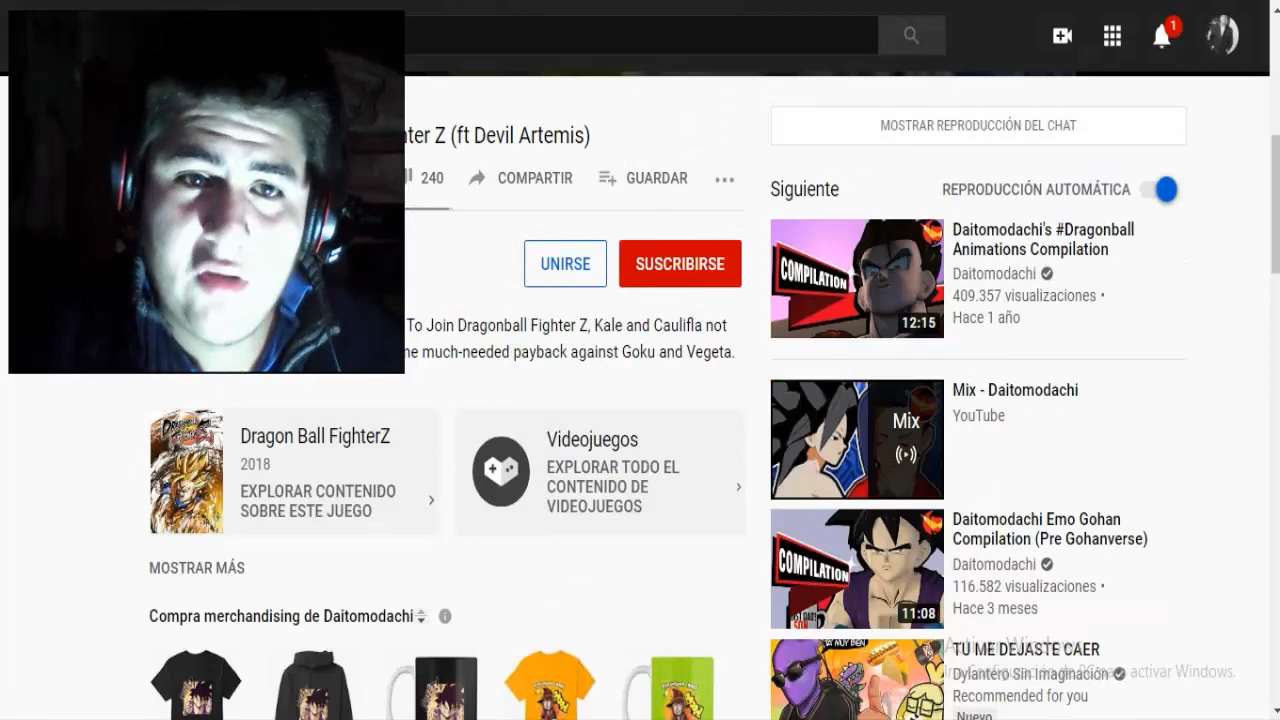 1
ter Z (ft Devil Artemis)
240
COMPARTIR
GUARDAR
UNIRSE
SUSCRIBIRSE
To Join Dragonball Fighter Z, Kale and Caulifla not
much-needed payback against Goku and Vegeta.
Dragon Ball FighterZ
2018
EXPLORAR CONTENIDO
SOBRE ESTE JUEGO
Videojuegos
EXPLORAR TODO EL
CONTENIDO DE
VIDEOJUEGOS
MOSTRAR MÁS
Compra merchandising de Daitomodachi
MOSTRAR REPRODUCCIÓN DEL CHAT
Siguiente
REPRODUCCIÓN AUTOMÁTICA
COMPILATION
12:15
Daitomodachi's #Dragonball
Animations Compilation
Daitomodachi
409.357 visualizaciones •
Hace 1 año
Mix
Mix - Daitomodachi
YouTube
COMPILATION
11:08
Daitomodachi Emo Gohan
Compilation (Pre Gohanverse)
Daitomodachi
116.582 visualizaciones •
Hace 3 meses
TU ME DEJASTE CAER
Dylantero Sin Imaginación
Recommended for you
Nuevo
activar Windows.